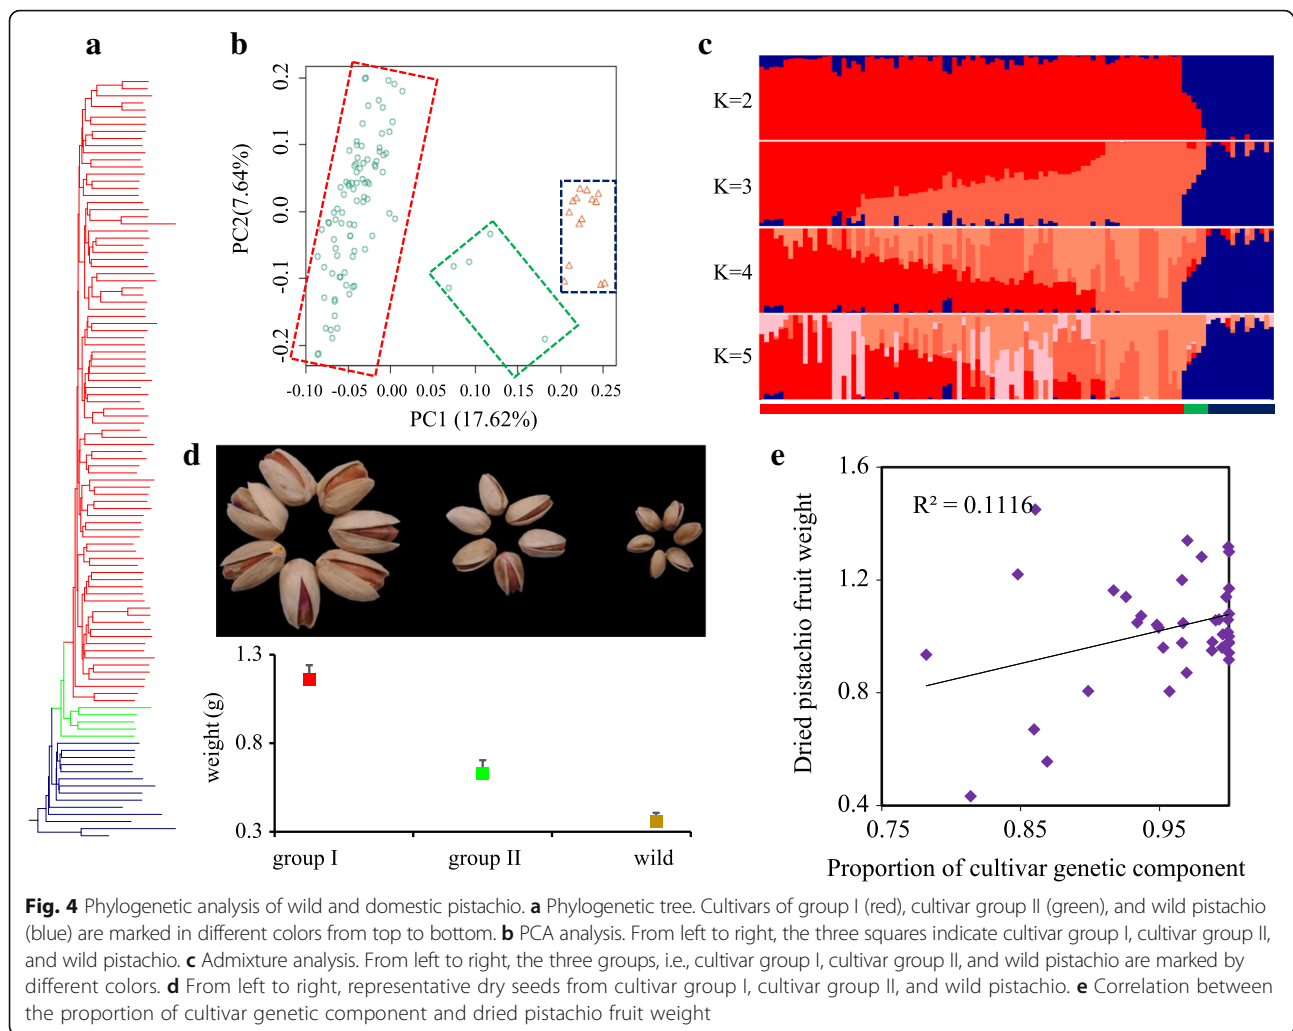 a
b
0.2
0.1
0.0
-0.1
-0.2
PC2(7.64%)
-0.10
-0.05
0.00
0.05
0.10
0.15
0.20
0.25
PC1 (17.62%)
c
K=2
K=3
K=4
K=5
d
1.3
0.8
0.3
weight (g)
group I
group II
wild
e
1.6
1.2
0.8
0.4
Dried pistachio fruit weight
R² = 0.1116
0.75
0.85
0.95
Proportion of cultivar genetic component
Fig. 4 Phylogenetic analysis of wild and domestic pistachio. a Phylogenetic tree. Cultivars of group I (red), cultivar group II (green), and wild pistachio
(blue) are marked in different colors from top to bottom. b PCA analysis. From left to right, the three squares indicate cultivar group I, cultivar group II,
and wild pistachio. c Admixture analysis. From left to right, the three groups, i.e., cultivar group I, cultivar group II, and wild pistachio are marked by
different colors. d From left to right, representative dry seeds from cultivar group I, cultivar group II, and wild pistachio. e Correlation between
the proportion of cultivar genetic component and dried pistachio fruit weight